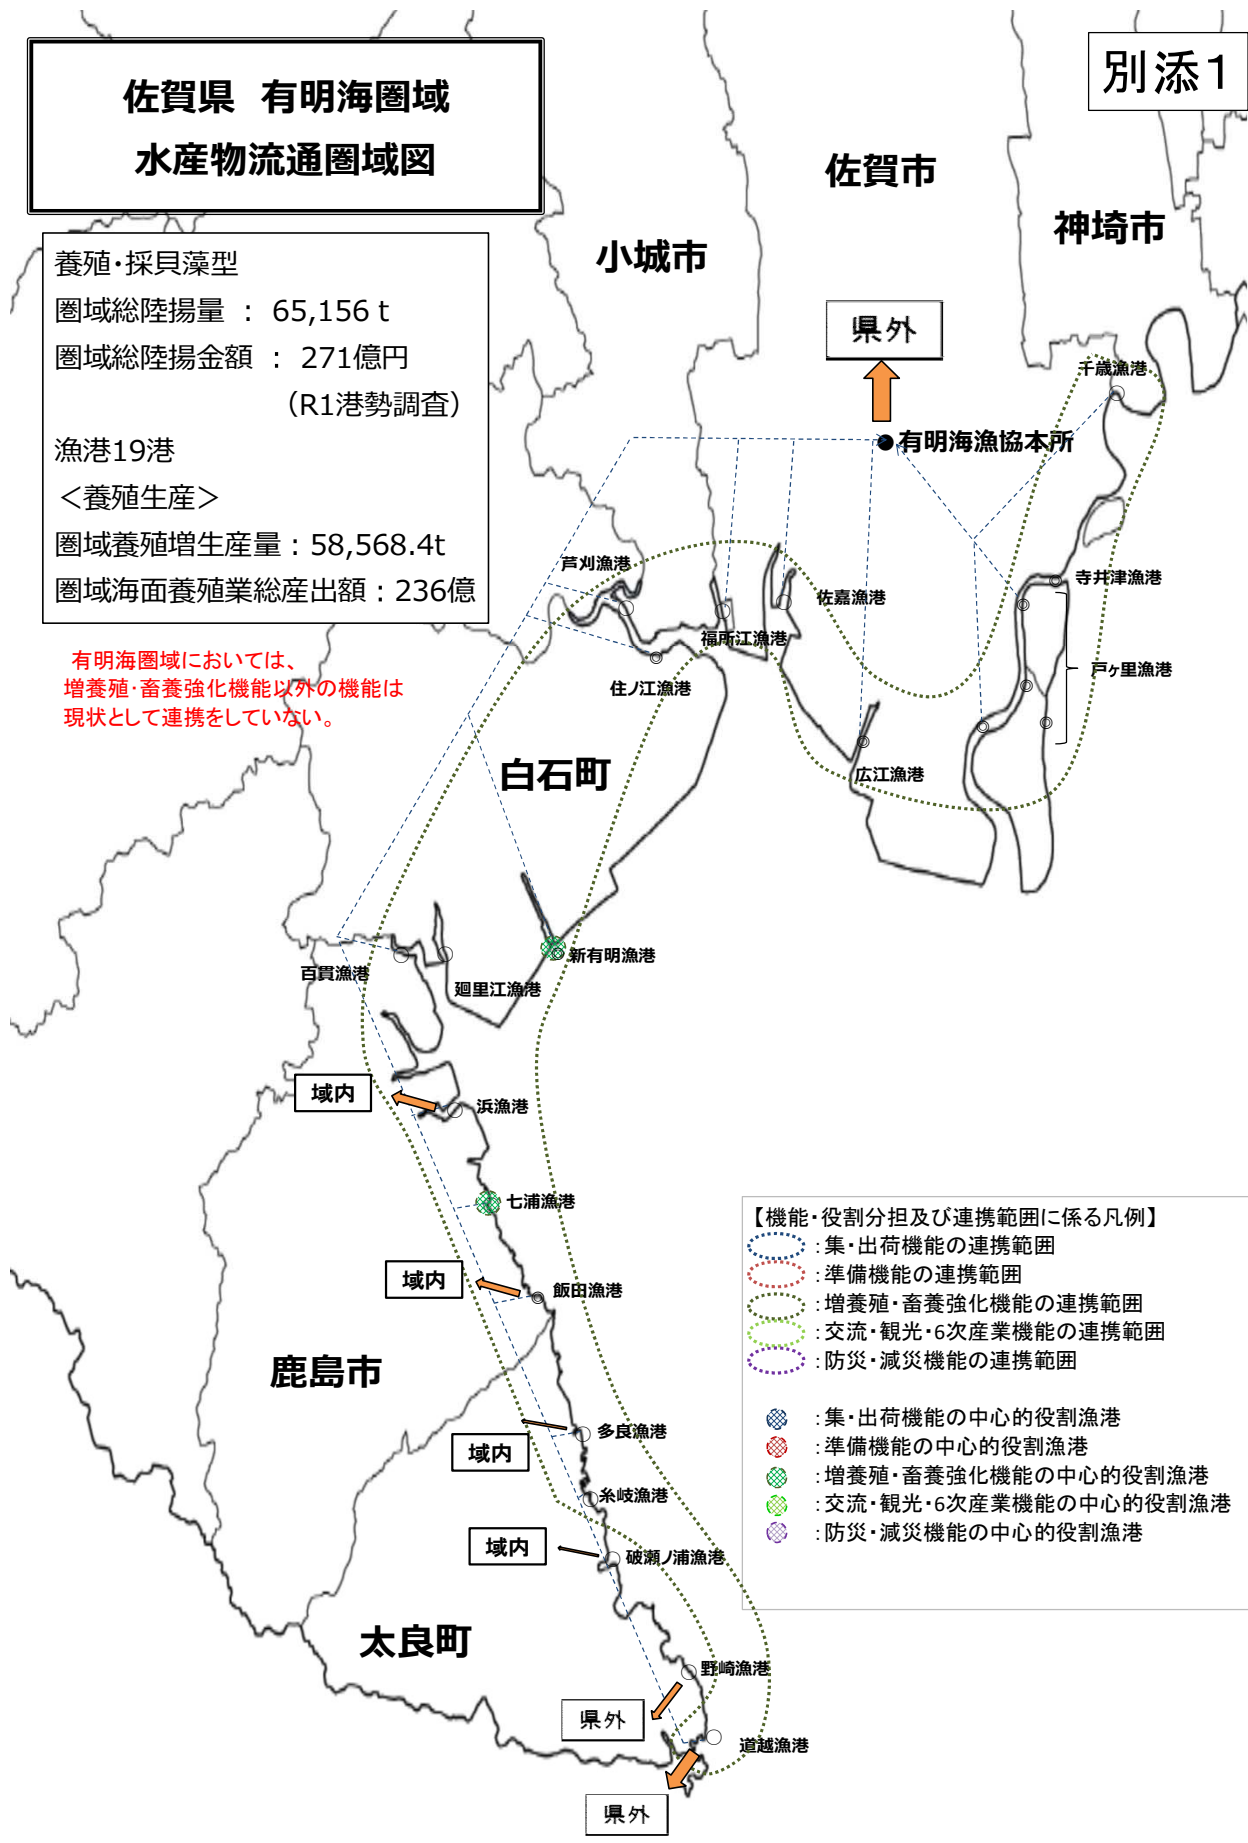 別添1
佐賀県 有明海圏域
水産物流通圏域図
養殖・採貝藻型
圏域総陸揚量 : 65,156 t
圏域総陸揚金額 : 271億円
（R1港勢調査）
漁港19港
＜養殖生産＞
圏域養殖増生産量：58,568.4t
圏域海面養殖業総産出額：236億
有明海圏域においては、
増養殖・畜養強化機能以外の機能は
現状として連携をしていない。
佐賀市
神埼市
小城市
県外
千歳漁港
有明海漁協本所
芦刈漁港
寺井津漁港
佐嘉漁港
福所江漁港
戸ヶ里漁港
住ノ江漁港
白石町
広江漁港
新有明漁港
百貫漁港
廻里江漁港
域内
浜漁港
七浦漁港
域内
飯田漁港
鹿島市
多良漁港
域内
糸岐漁港
域内
破瀬ノ浦漁港
太良町
野崎漁港
県外
道越漁港
県外
【機能・役割分担及び連携範囲に係る凡例】
：集・出荷機能の連携範囲
：準備機能の連携範囲
：増養殖・畜養強化機能の連携範囲
：交流・観光・6次産業機能の連携範囲
：防災・減災機能の連携範囲
：集・出荷機能の中心的役割漁港
：準備機能の中心的役割漁港
：増養殖・畜養強化機能の中心的役割漁港
：交流・観光・6次産業機能の中心的役割漁港
：防災・減災機能の中心的役割漁港